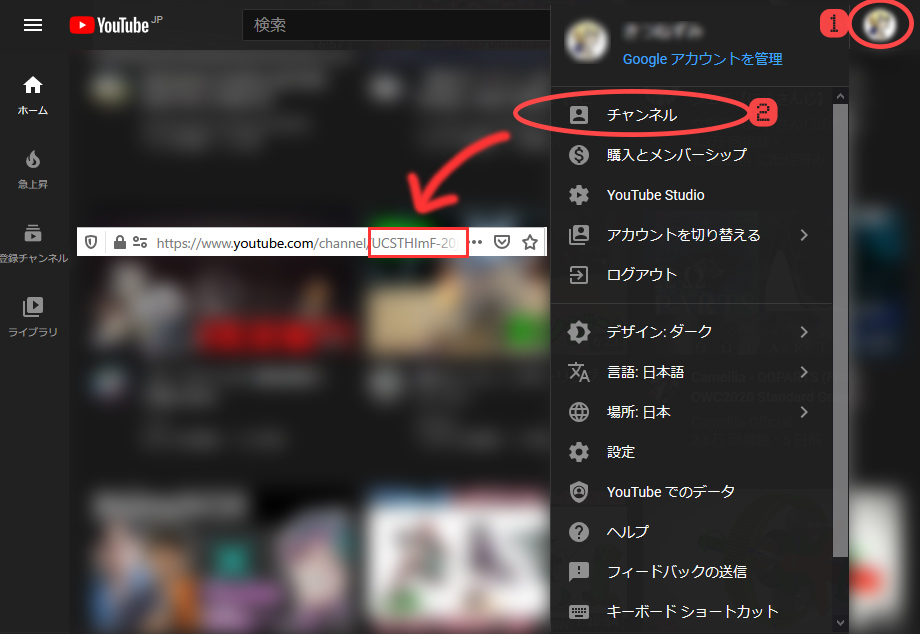 YouTube JP
検索
1
Google アカウントを管理
ホーム
急上昇
登録チャンネル
ライブラリ
チャンネル
2
購入とメンバーシップ
YouTube Studio
アカウントを切り替える
ログアウト
https://www.youtube.com/channel/UCSTHImF-20
デザイン: ダーク
言語: 日本語
場所: 日本
設定
YouTube でのデータ
ヘルプ
フィードバックの送信
キーボード ショートカット